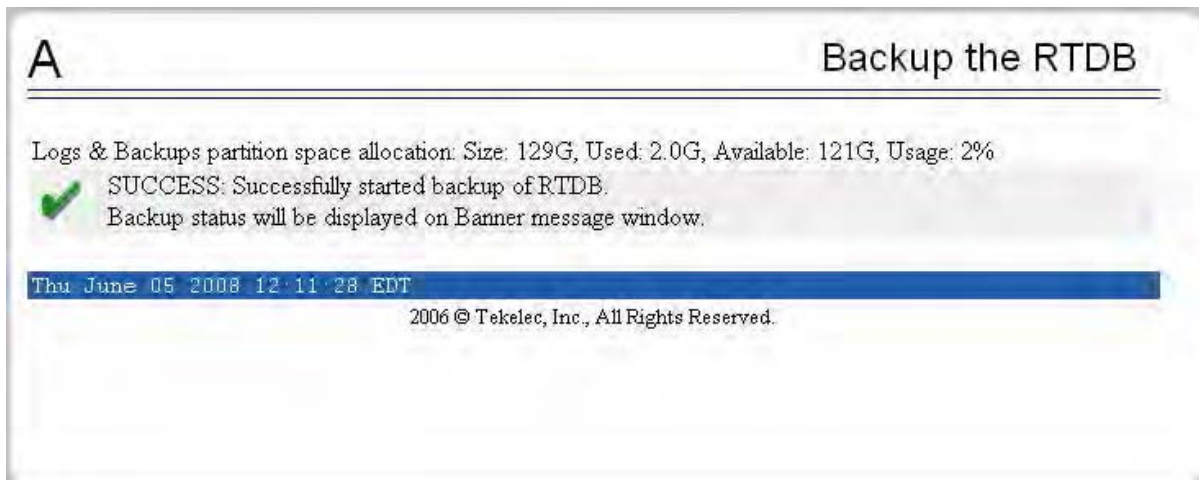 A
Backup the RTDB
Logs & Backups partition space allocation: Size: 129G, Used: 2.0G, Available: 121G, Usage: 2%
SUCCESS: Successfully started backup of RTDB.
Backup status will be displayed on Banner message window.
Thu June 05 2008 12:11:28 EDT
2006 © Tekelec, Inc., All Rights Reserved.